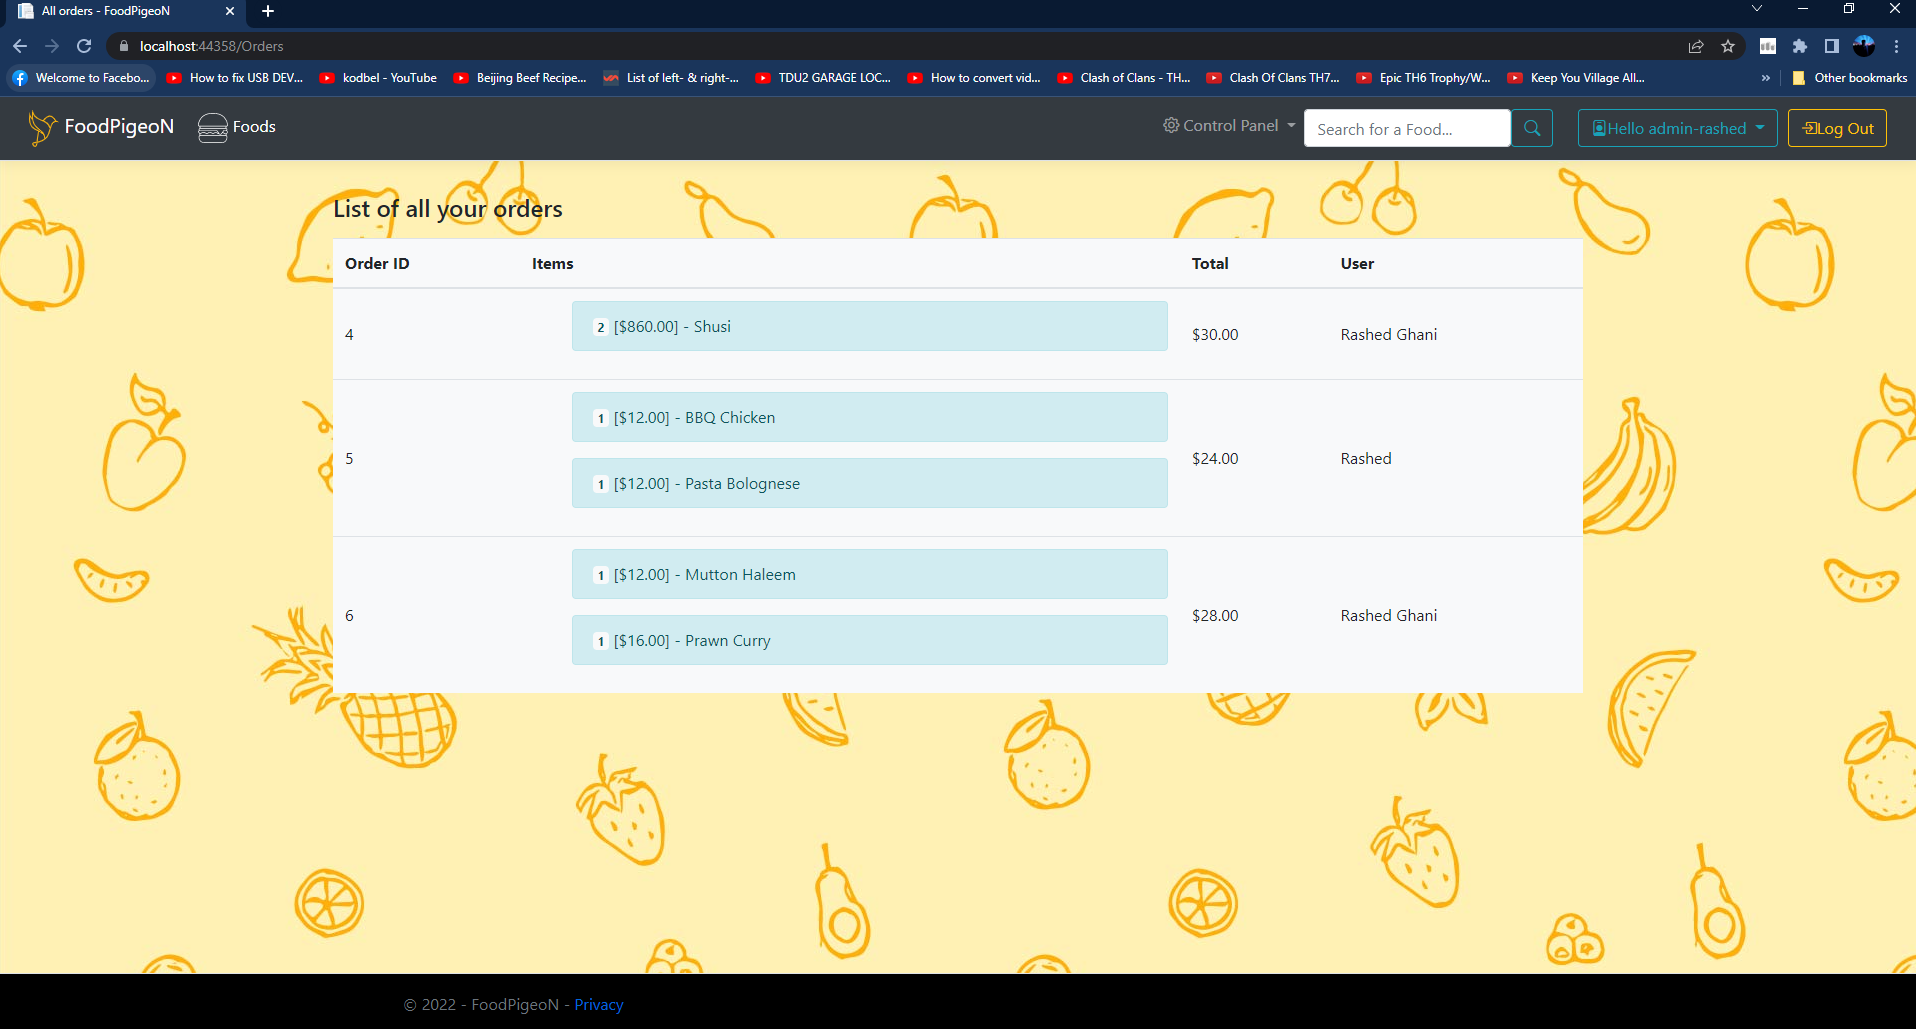 All orders - FoodPigeoN
localhost:44358/Orders
Welcome to Facebo... How to fix USB DEV... kodbel - YouTube Beijing Beef Recipe... List of left- & right-... TDU2 GARAGE LOC... How to convert vid... Clash of Clans - TH... Clash Of Clans TH7... Epic TH6 Trophy/W... Keep You Village All... » Other bookmarks
FoodPigeoN Foods Control Panel Search for a Food... Hello admin-rashed Log Out
List of all your orders
Order ID Items Total User
4 2 [$860.00] - Shusi $30.00 Rashed Ghani
1 [$12.00] - BBQ Chicken
5 $24.00 Rashed
1 [$12.00] - Pasta Bolognese
1 [$12.00] - Mutton Haleem
6 $28.00 Rashed Ghani
1 [$16.00] - Prawn Curry
© 2022 - FoodPigeoN - Privacy